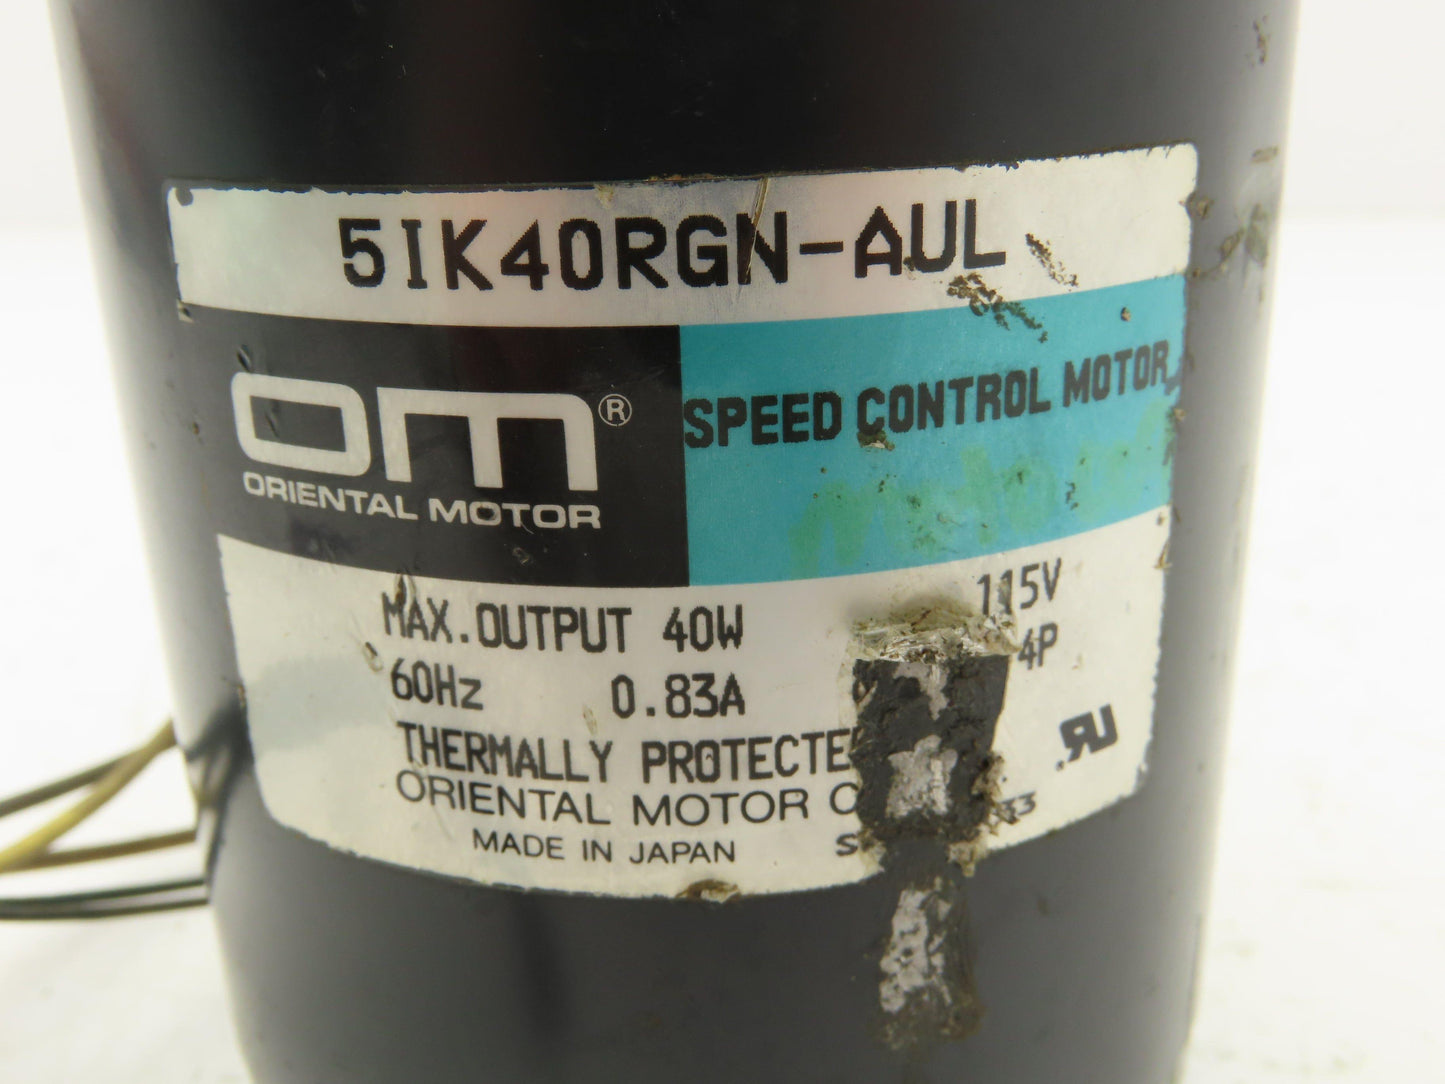 5IK40RGN-AUL
OM®
ORIENTAL MOTOR
SPEED CONTROL MOTOR
MAX. OUTPUT 40W 115V
60Hz 0.83A 4P
THERMALLY PROTECTE
ORIENTAL MOTOR
MADE IN JAPAN
RU